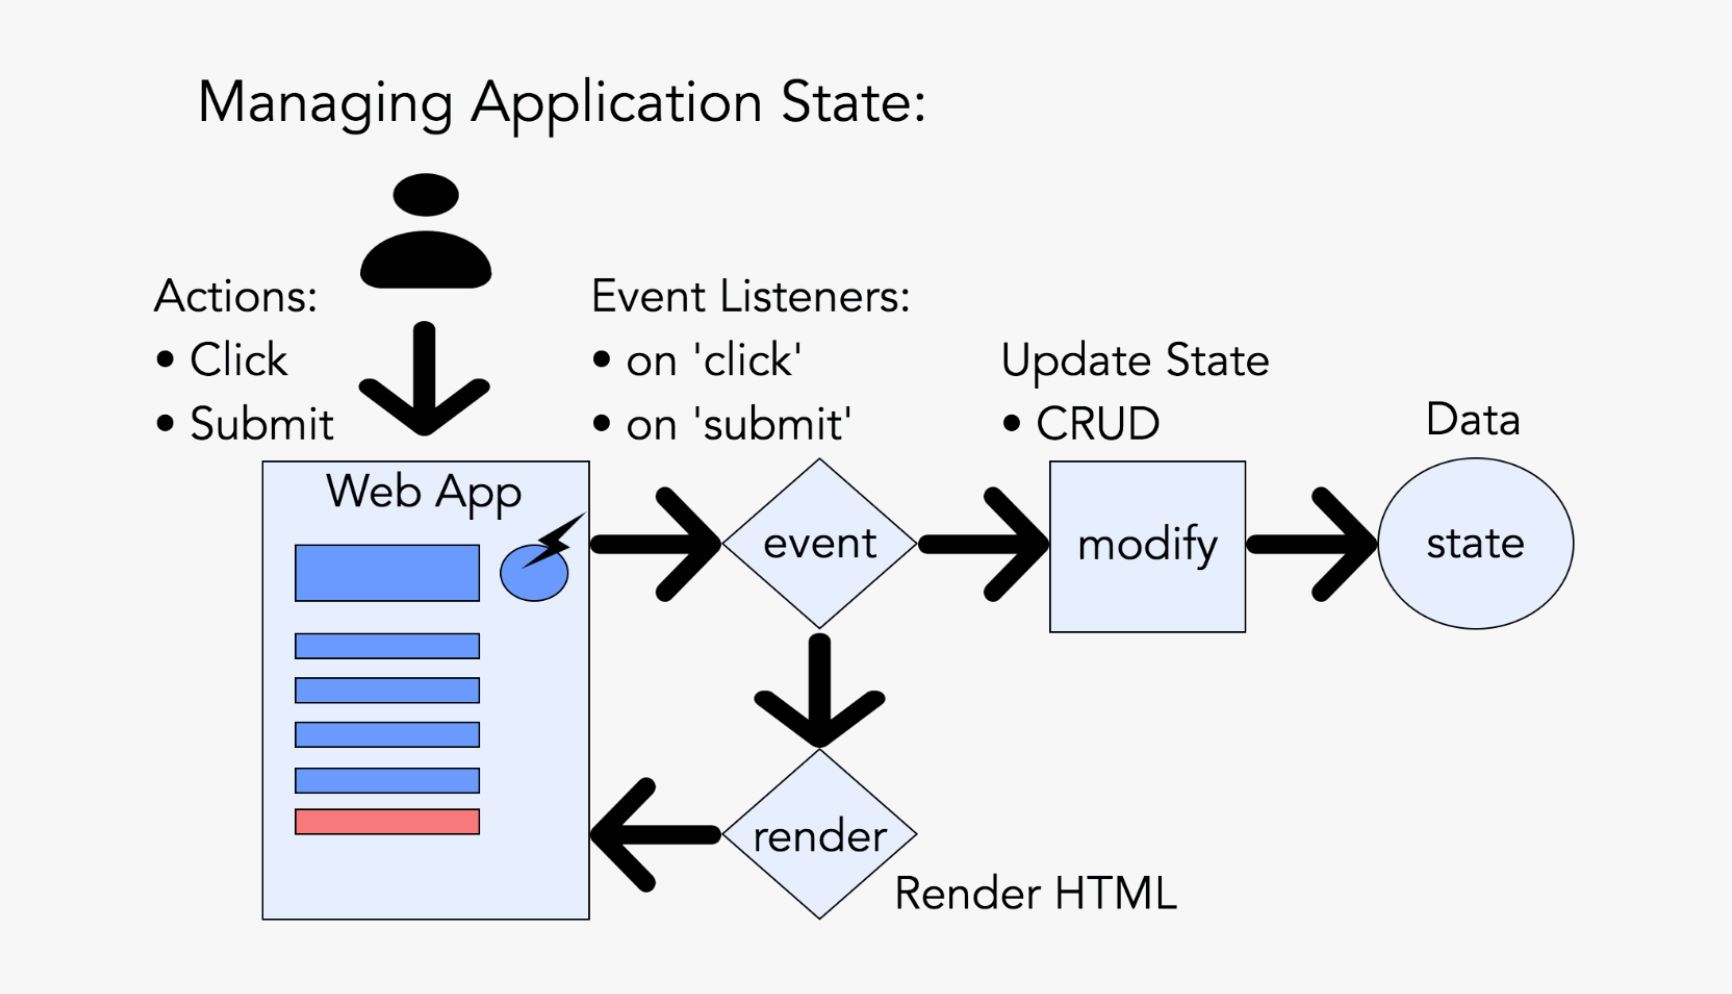 Managing Application State:
Actions:
• Click
• Submit
Event Listeners:
• on 'click'
• on 'submit'
Update State
• CRUD
Data
Web App
event
modify
state
render
Render HTML